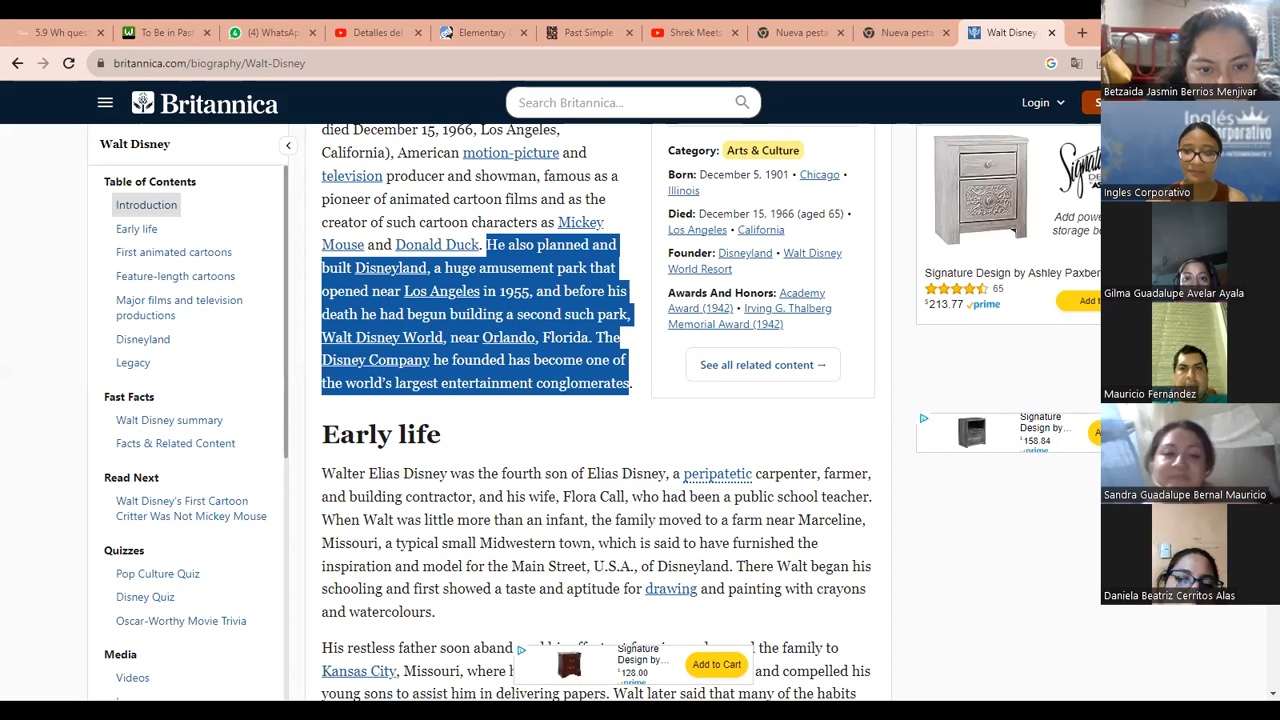 5.9 Wh ques
To Be in Pas
(4) WhatsAp
Detalles del
Elementary C
Past Simple
Shrek Meets
Nueva pesta
Nueva pesta
Walt Disney
britannica.com/biography/Walt-Disney
Britannica
Search Britannica...
Login
Walt Disney
Table of Contents
Introduction
Early life
First animated cartoons
Feature-length cartoons
Major films and television
productions
Disneyland
Legacy
Fast Facts
Walt Disney summary
Facts & Related Content
Read Next
Walt Disney's First Cartoon
Critter Was Not Mickey Mouse
Quizzes
Pop Culture Quiz
Disney Quiz
Oscar-Worthy Movie Trivia
Media
Videos
died December 15, 1966, Los Angeles,
California), American motion-picture and
television producer and showman, famous as a
pioneer of animated cartoon films and as the
creator of such cartoon characters as Mickey
Mouse and Donald Duck. He also planned and
built Disneyland, a huge amusement park that
opened near Los Angeles in 1955, and before his
death he had begun building a second such park,
Walt Disney World, near Orlando, Florida. The
Disney Company he founded has become one of
the world's largest entertainment conglomerates.
Category: Arts & Culture
Born: December 5, 1901 • Chicago •
Illinois
Died: December 15, 1966 (aged 65) •
Los Angeles • California
Founder: Disneyland • Walt Disney
World Resort
Awards And Honors: Academy
Award (1942) • Irving G. Thalberg
Memorial Award (1942)
See all related content →
Early life
Walter Elias Disney was the fourth son of Elias Disney, a peripatetic carpenter, farmer,
and building contractor, and his wife, Flora Call, who had been a public school teacher.
When Walt was little more than an infant, the family moved to a farm near Marceline,
Missouri, a typical small Midwestern town, which is said to have furnished the
inspiration and model for the Main Street, U.S.A., of Disneyland. There Walt began his
schooling and first showed a taste and aptitude for drawing and painting with crayons
and watercolours.
His restless father soon aband the family to
Kansas City, Missouri, where and compelled his
young sons to assist him in delivering papers. Walt later said that many of the habits
Signature
Design by...
$128.00
prime
Add to Cart
Signa
As
Add powe
storage be
Signature Design by Ashley Paxber
65
$213.77 prime
Add t
Signature
Design by...
$158.84
prime
Betzaida Jasmin Berrios Menjivar
Inglés
Corporativo
Ingles Corporativo
Gilma Guadalupe Avelar Ayala
Mauricio Fernández
Sandra Guadalupe Bernal Mauricio
Daniela Beatriz Cerritos Alas